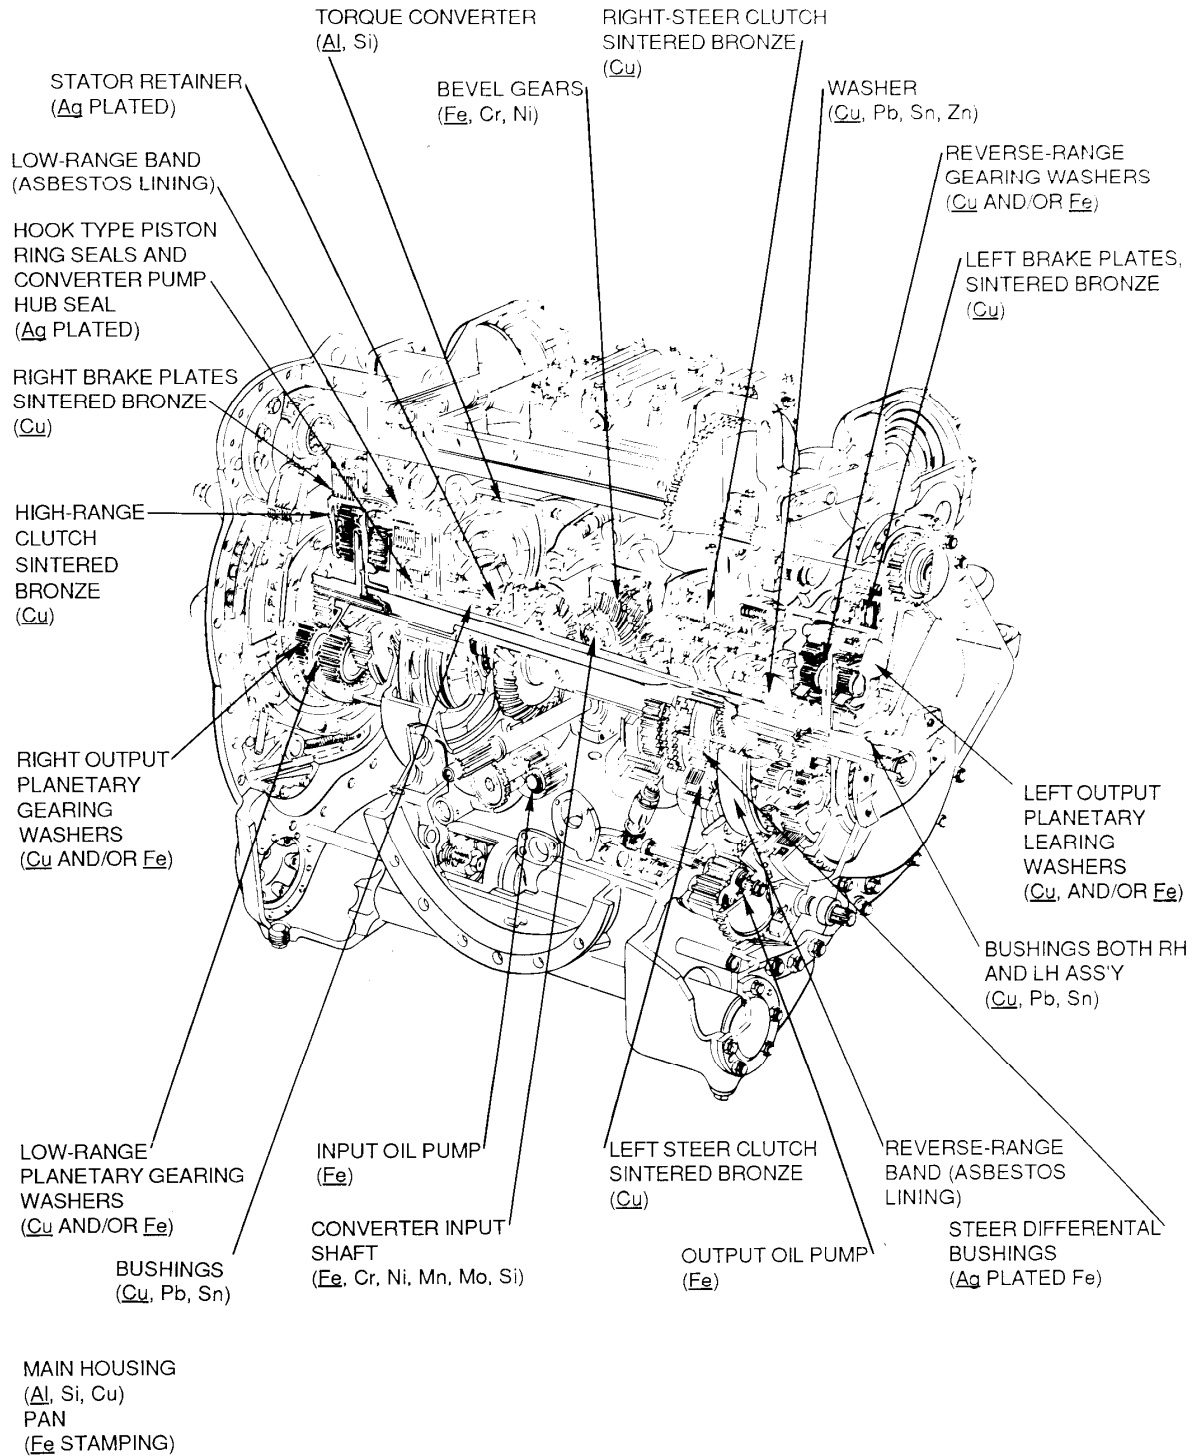 TORQUE CONVERTER
(Al, Si)
RIGHT-STEER CLUTCH
SINTERED BRONZE
(Cu)
STATOR RETAINER
(Ag PLATED)
BEVEL GEARS
(Fe, Cr, Ni)
WASHER
(Cu, Pb, Sn, Zn)
LOW-RANGE BAND
(ASBESTOS LINING)
REVERSE-RANGE
GEARING WASHERS
(Cu AND/OR Fe)
HOOK TYPE PISTON
RING SEALS AND
CONVERTER PUMP
HUB SEAL
(Ag PLATED)
LEFT BRAKE PLATES,
SINTERED BRONZE
(Cu)
RIGHT BRAKE PLATES
SINTERED BRONZE
(Cu)
HIGH-RANGE
CLUTCH
SINTERED
BRONZE
(Cu)
RIGHT OUTPUT
PLANETARY
GEARING
WASHERS
(Cu AND/OR Fe)
LEFT OUTPUT
PLANETARY
LEARING
WASHERS
(Cu, AND/OR Fe)
BUSHINGS BOTH RH
AND LH ASS'Y
(Cu, Pb, Sn)
LOW-RANGE
PLANETARY GEARING
WASHERS
(Cu AND/OR Fe)
INPUT OIL PUMP
(Fe)
LEFT STEER CLUTCH
SINTERED BRONZE
(Cu)
REVERSE-RANGE
BAND (ASBESTOS
LINING)
BUSHINGS
(Cu, Pb, Sn)
CONVERTER INPUT
SHAFT
(Fe, Cr, Ni, Mn, Mo, Si)
OUTPUT OIL PUMP
(Fe)
STEER DIFFERENTAL
BUSHINGS
(Ag PLATED Fe)
MAIN HOUSING
(Al, Si, Cu)
PAN
(Fe STAMPING)